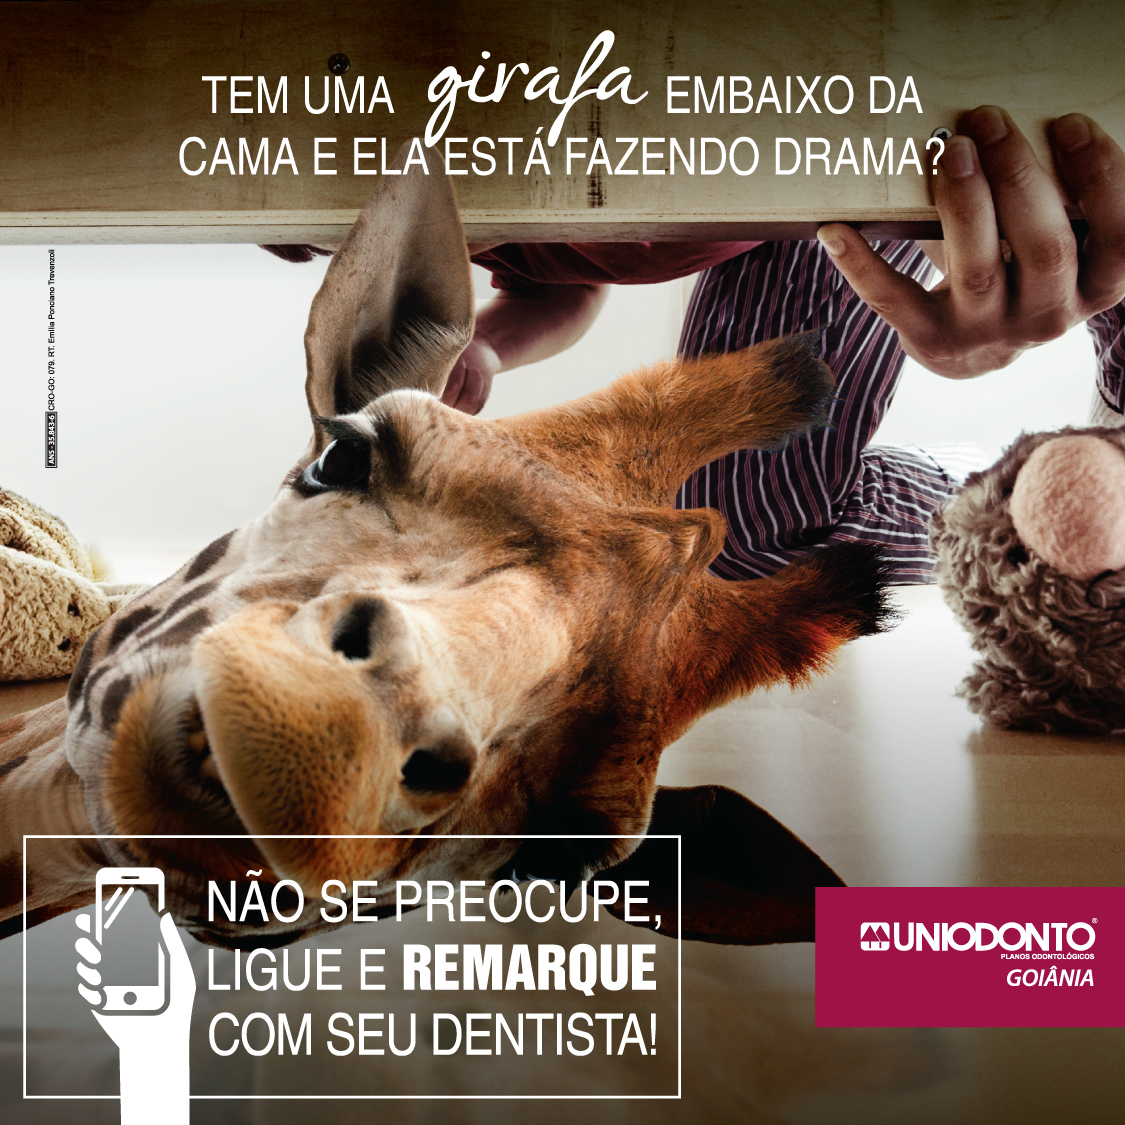 TEM UMA girafa EMBAIXO DA
CAMA E ELA ESTÁ FAZENDO DRAMA?
ANS - 35.843-6 CRO-GO: 079. RT. Emília Ponciano Trevenzoli
NÃO SE PREOCUPE,
LIGUE E REMARQUE
COM SEU DENTISTA!
UNIODONTO®
PLANOS ODONTOLÓGICOS
GOIÂNIA